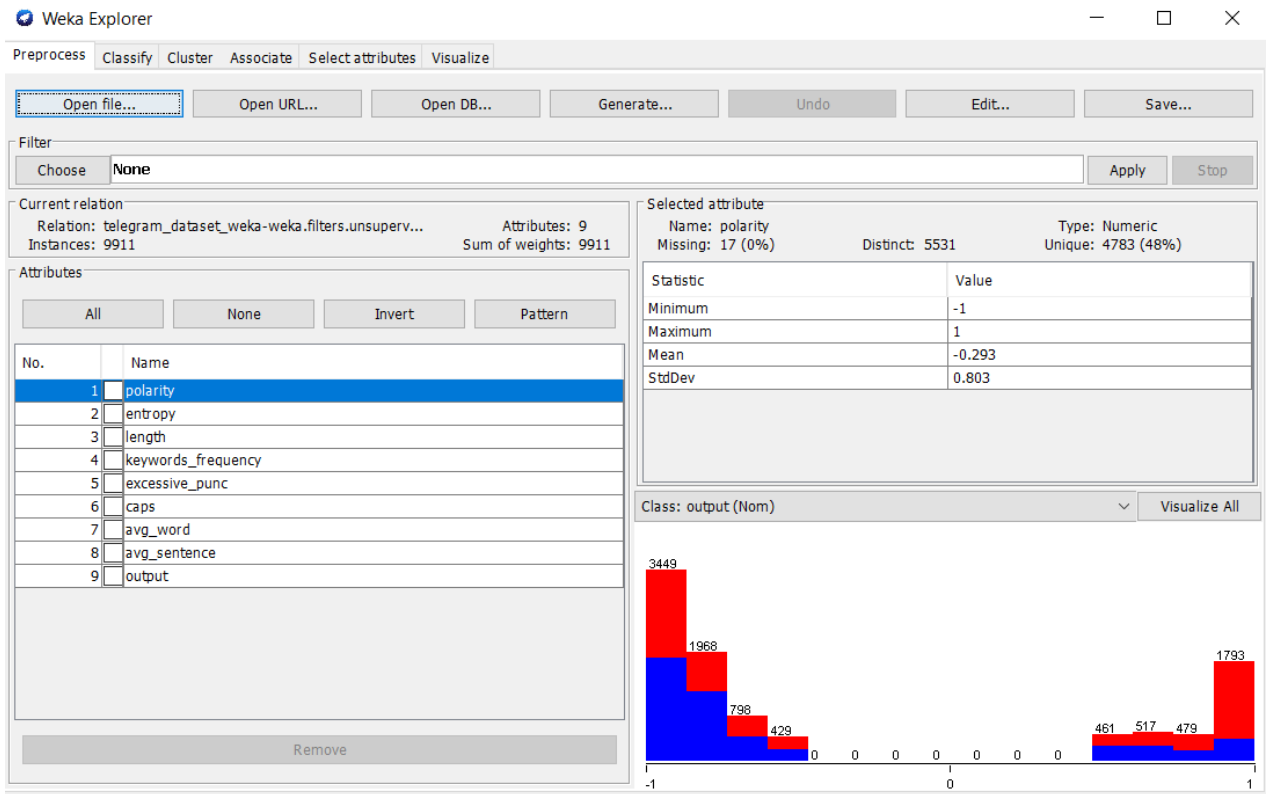 Weka Explorer
Preprocess Classify Cluster Associate Select attributes Visualize
Open file... Open URL... Open DB... Generate... Undo Edit... Save...
Filter
Choose None Apply Stop
Current relation
Relation: telegram_dataset_weka-weka.filters.unsuperv... Attributes: 9
Instances: 9911 Sum of weights: 9911
Attributes
All None Invert Pattern
No. Name
1 polarity
2 entropy
3 length
4 keywords_frequency
5 excessive_punc
6 caps
7 avg_word
8 avg_sentence
9 output
Remove
Selected attribute
Name: polarity Type: Numeric
Missing: 17 (0%) Distinct: 5531 Unique: 4783 (48%)
Statistic Value
Minimum -1
Maximum 1
Mean -0.293
StdDev 0.803
Class: output (Nom) Visualize All
3449
1968
798
429
0 0 0 0 0 0 0
461 517 479
1793
-1 0 1